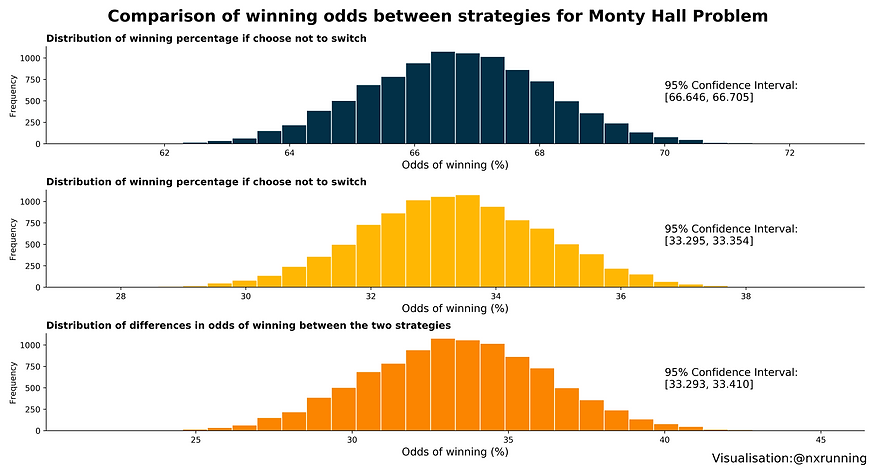 Comparison of winning odds between strategies for Monty Hall Problem
Distribution of winning percentage if choose not to switch
Frequency
1000
750
500
250
0
95% Confidence Interval:
[66.646, 66.705]
62 64 66 68 70 72
Odds of winning (%)
Distribution of winning percentage if choose not to switch
Frequency
1000
750
500
250
0
95% Confidence Interval:
[33.295, 33.354]
28 30 32 34 36 38
Odds of winning (%)
Distribution of differences in odds of winning between the two strategies
Frequency
1000
750
500
250
0
95% Confidence Interval:
[33.293, 33.410]
25 30 35 40 45
Odds of winning (%)
Visualisation:@nxrunning